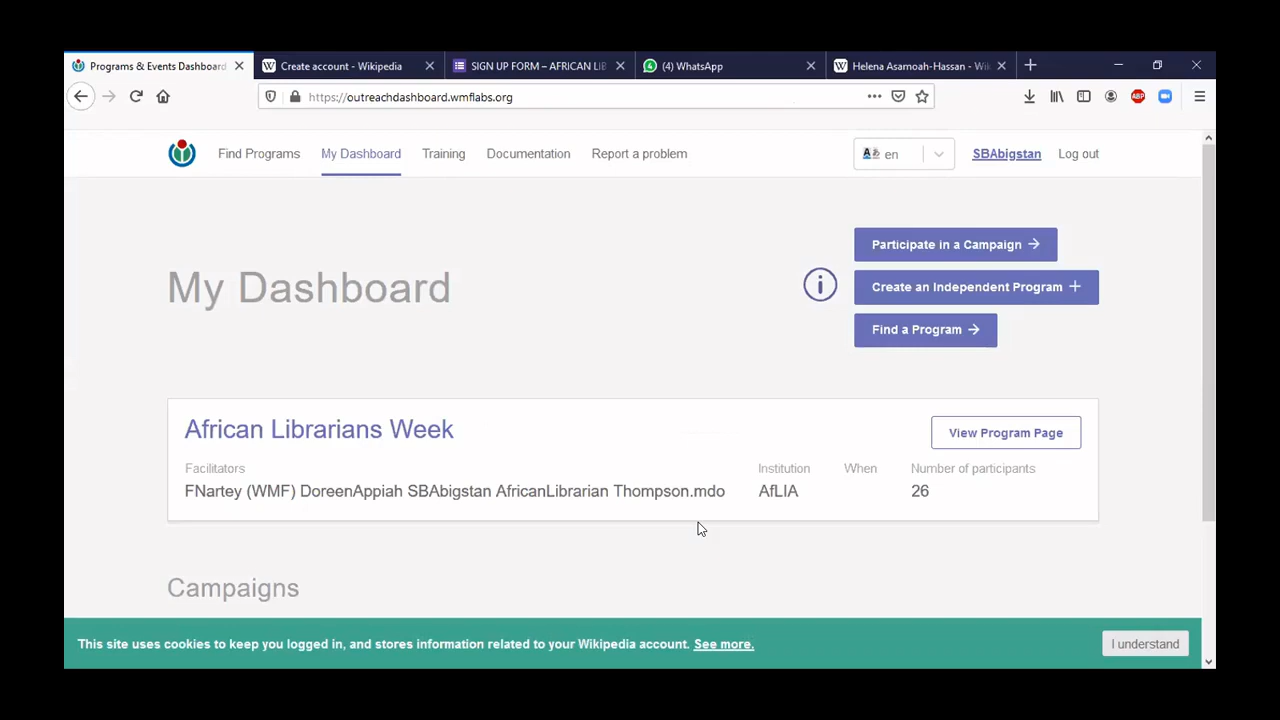 Programs & Events Dashboard
Create account - Wikipedia
SIGN UP FORM – AFRICAN LIB
(4) WhatsApp
Helena Asamoah-Hassan - Wik
https://outreachdashboard.wmflabs.org
ABP
Find Programs
My Dashboard
Training
Documentation
Report a problem
en
SBAbigstan
Log out
Participate in a Campaign
My Dashboard
Create an Independent Program
Find a Program
African Librarians Week
View Program Page
Facilitators
Institution
When
Number of participants
FNartey (WMF) DoreenAppiah SBAbigstan AfricanLibrarian Thompson.mdo
AfLIA
26
Campaigns
This site uses cookies to keep you logged in, and stores information related to your Wikipedia account. See more.
I understand